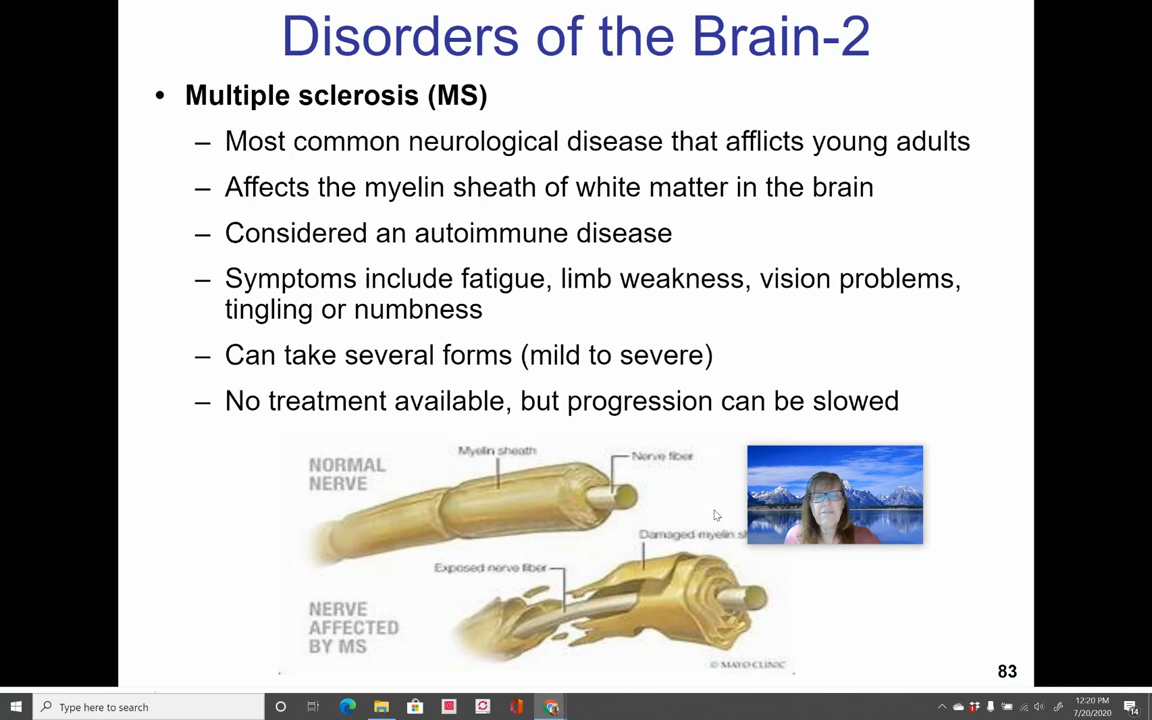 Disorders of the Brain-2
• Multiple sclerosis (MS)
– Most common neurological disease that afflicts young adults
– Affects the myelin sheath of white matter in the brain
– Considered an autoimmune disease
– Symptoms include fatigue, limb weakness, vision problems,
tingling or numbness
– Can take several forms (mild to severe)
– No treatment available, but progression can be slowed
Myelin sheath
Nerve fiber
NORMAL
NERVE
Damaged myelin sh
Exposed nerve fiber
NERVE
AFFECTED
BY MS
© MAYO CLINIC
83
Type here to search
12:20 PM
7/20/2020
14